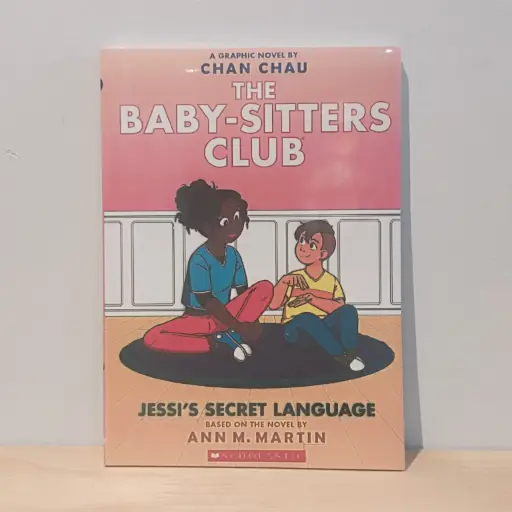 A GRAPHIC NOVEL BY
CHAN CHAU
THE
BABY-SITTERS
CLUB
JESSI'S SECRET LANGUAGE
BASED ON THE NOVEL BY
ANN M. MARTIN
SCHOLASTIC